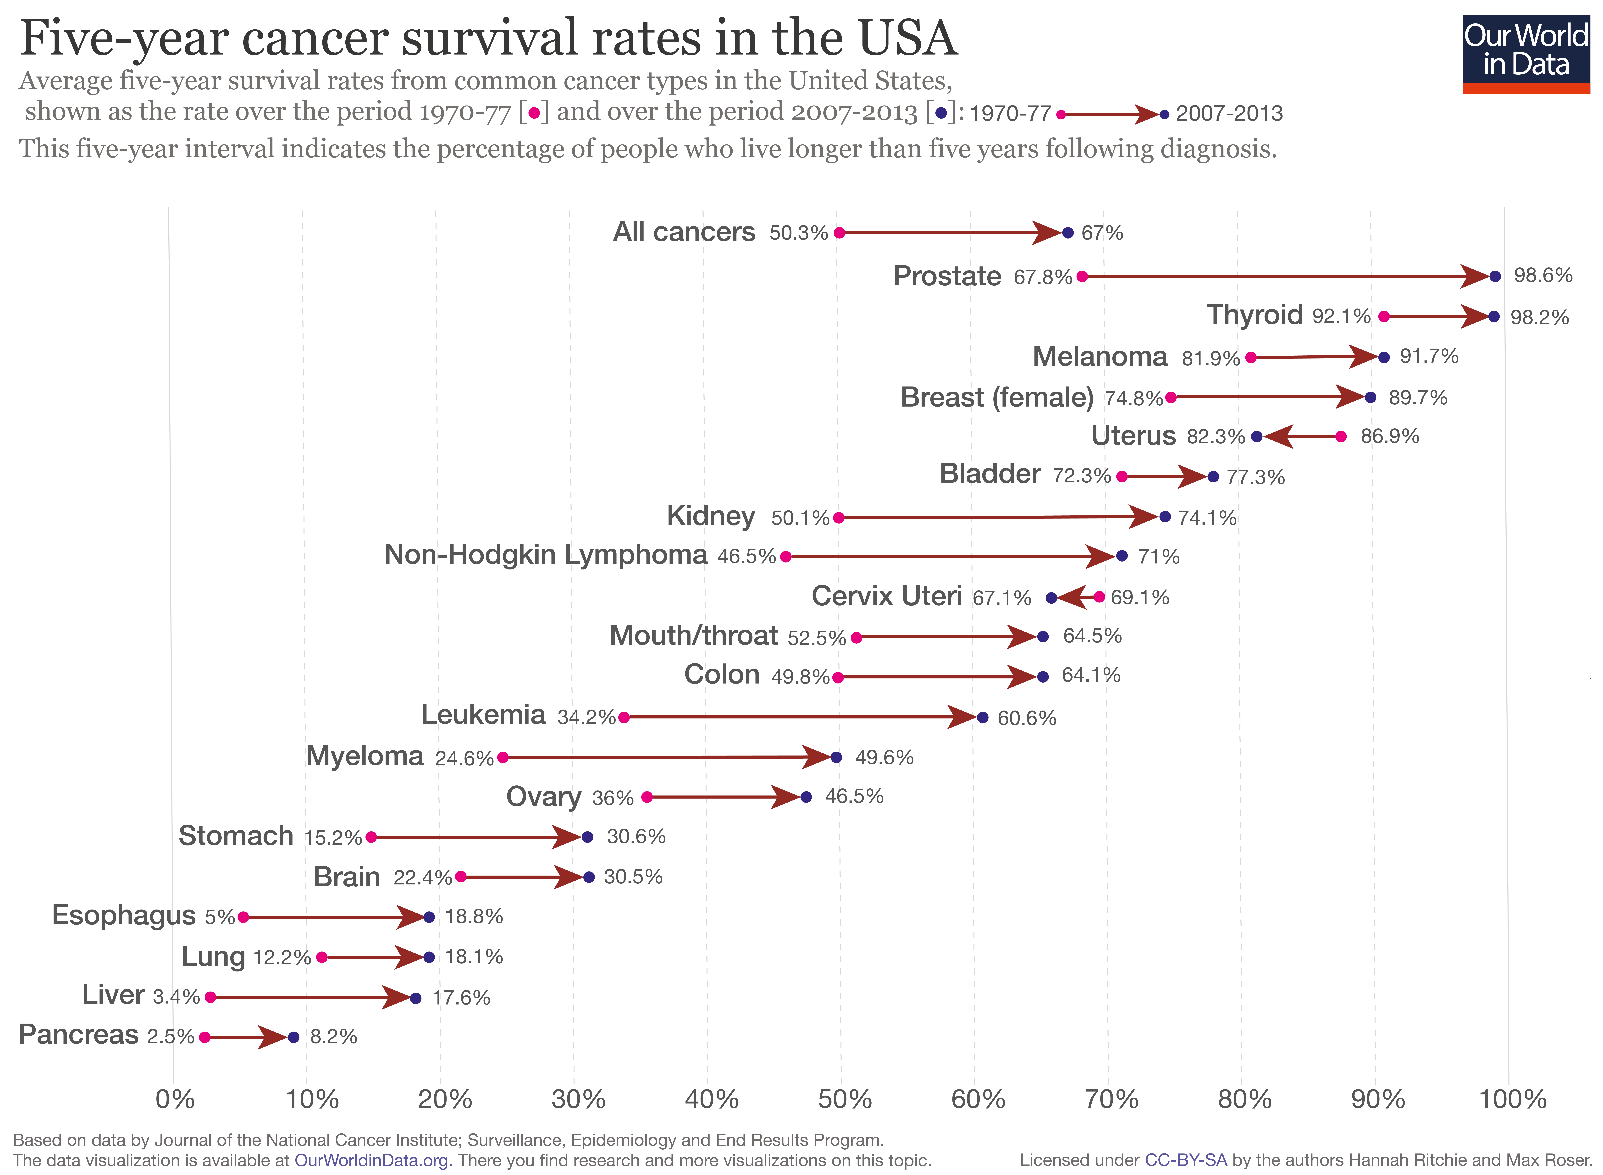 Five-year cancer survival rates in the USA
Our World
in Data
Average five-year survival rates from common cancer types in the United States,
shown as the rate over the period 1970-77 [●] and over the period 2007-2013 [●]: 1970-77 2007-2013
This five-year interval indicates the percentage of people who live longer than five years following diagnosis.
All cancers 50.3% 67%
Prostate 67.8% 98.6%
Thyroid 92.1% 98.2%
Melanoma 81.9% 91.7%
Breast (female) 74.8% 89.7%
Uterus 82.3% 86.9%
Bladder 72.3% 77.3%
Kidney 50.1% 74.1%
Non-Hodgkin Lymphoma 46.5% 71%
Cervix Uteri 67.1% 69.1%
Mouth/throat 52.5% 64.5%
Colon 49.8% 64.1%
Leukemia 34.2% 60.6%
Myeloma 24.6% 49.6%
Ovary 36% 46.5%
Stomach 15.2% 30.6%
Brain 22.4% 30.5%
Esophagus 5% 18.8%
Lung 12.2% 18.1%
Liver 3.4% 17.6%
Pancreas 2.5% 8.2%
0% 10% 20% 30% 40% 50% 60% 70% 80% 90% 100%
Based on data by Journal of the National Cancer Institute; Surveillance, Epidemiology and End Results Program.
The data visualization is available at OurWorldinData.org. There you find research and more visualizations on this topic. Licensed under CC-BY-SA by the authors Hannah Ritchie and Max Roser.